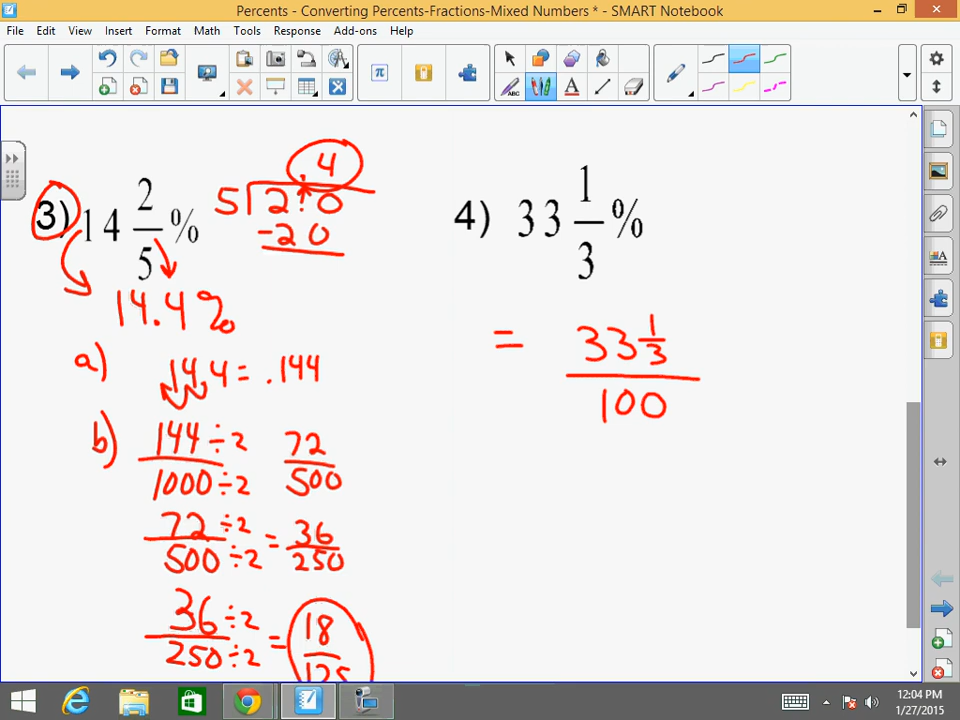 Percents - Converting Percents-Fractions-Mixed Numbers * - SMART Notebook
File Edit View Insert Format Math Tools Response Add-ons Help
π
ABC
A
3) 14 2/5 %
.4
5 2.0
-2 0
14.4%
a) 14.4 = .144
b) 144 ÷2 / 1000 ÷2 72/500
72 ÷2 / 500 ÷2 = 36/250
36 ÷2 / 250 ÷2 = 18/125
4) 33 1/3 %
= 33 1/3 / 100
12:04 PM
1/27/2015